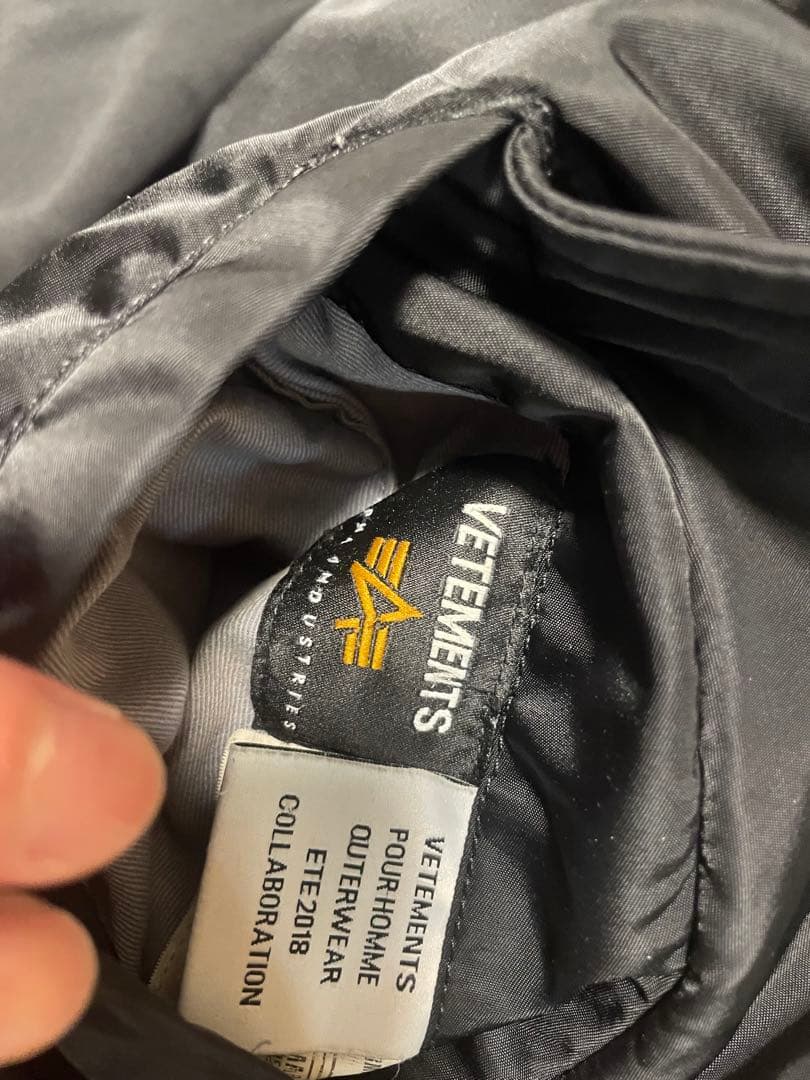 VETEMENTS
INDUSTRIES
VETEMENTS
POUR HOMME
OUTERWEAR
ETE 2018
COLLABORATION